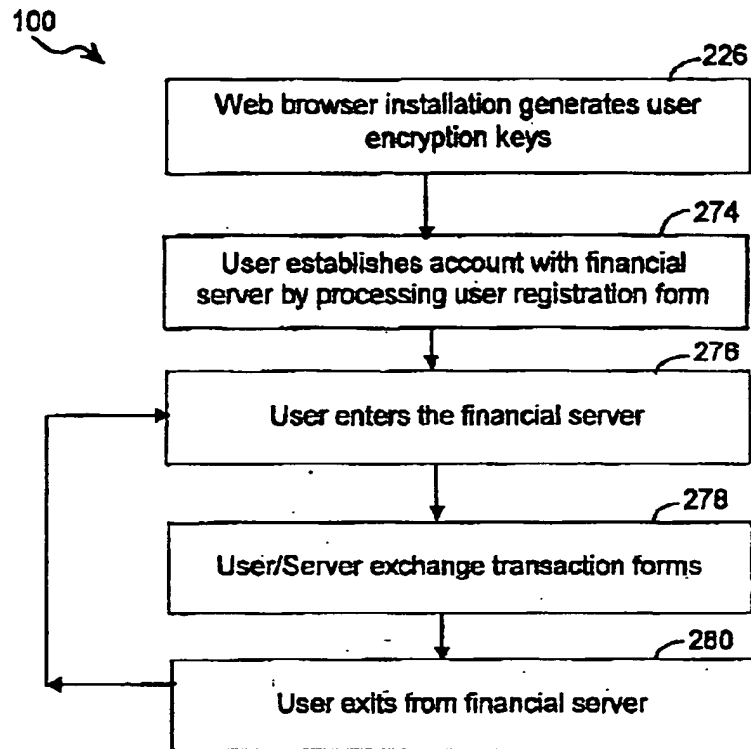 100
226
Web browser installation generates user
encryption keys
274
User establishes account with financial
server by processing user registration form
276
User enters the financial server
278
User/Server exchange transaction forms
280
User exits from financial server